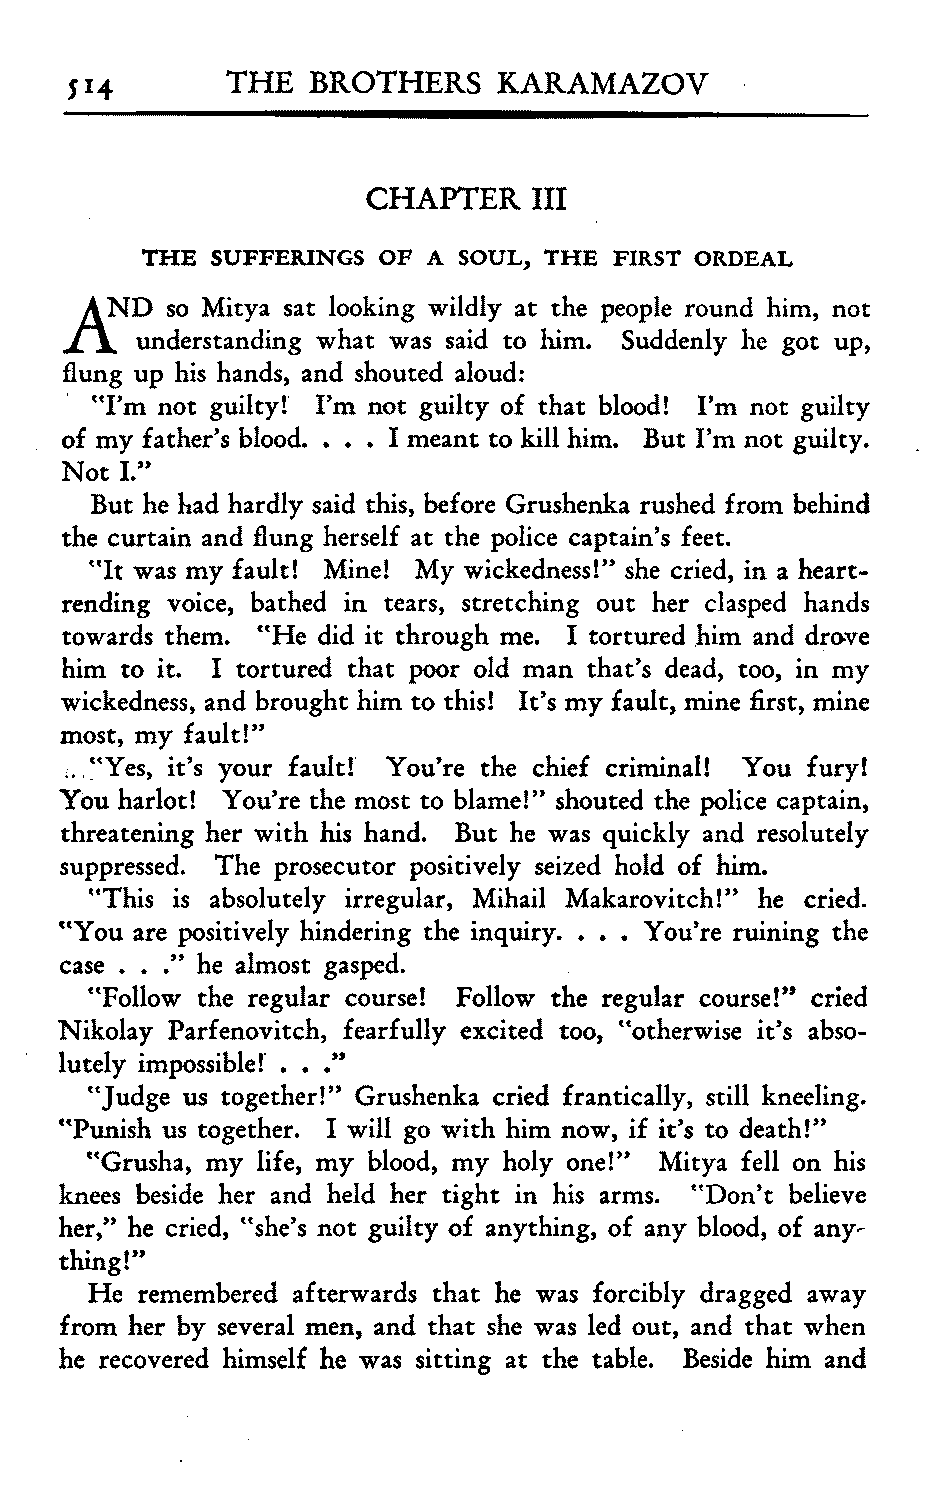 514 THE BROTHERS KARAMAZOV
CHAPTER III
THE SUFFERINGS OF A SOUL, THE FIRST ORDEAL
AND so Mitya sat looking wildly at the people round him, not
understanding what was said to him. Suddenly he got up,
flung up his hands, and shouted aloud:
"I'm not guilty! I'm not guilty of that blood! I'm not guilty
of my father's blood. . . . I meant to kill him. But I'm not guilty.
Not I."
But he had hardly said this, before Grushenka rushed from behind
the curtain and flung herself at the police captain's feet.
"It was my fault! Mine! My wickedness!" she cried, in a heart-
rending voice, bathed in tears, stretching out her clasped hands
towards them. "He did it through me. I tortured him and drove
him to it. I tortured that poor old man that's dead, too, in my
wickedness, and brought him to this! It's my fault, mine first, mine
most, my fault!"
"Yes, it's your fault! You're the chief criminal! You fury!
You harlot! You're the most to blame!" shouted the police captain,
threatening her with his hand. But he was quickly and resolutely
suppressed. The prosecutor positively seized hold of him.
"This is absolutely irregular, Mihail Makarovitch!" he cried.
"You are positively hindering the inquiry. . . . You're ruining the
case . . ." he almost gasped.
"Follow the regular course! Follow the regular course!" cried
Nikolay Parfenovitch, fearfully excited too, "otherwise it's abso-
lutely impossible! . . ."
"Judge us together!" Grushenka cried frantically, still kneeling.
"Punish us together. I will go with him now, if it's to death!"
"Grusha, my life, my blood, my holy one!" Mitya fell on his
knees beside her and held her tight in his arms. "Don't believe
her," he cried, "she's not guilty of anything, of any blood, of any-
thing!"
He remembered afterwards that he was forcibly dragged away
from her by several men, and that she was led out, and that when
he recovered himself he was sitting at the table. Beside him and